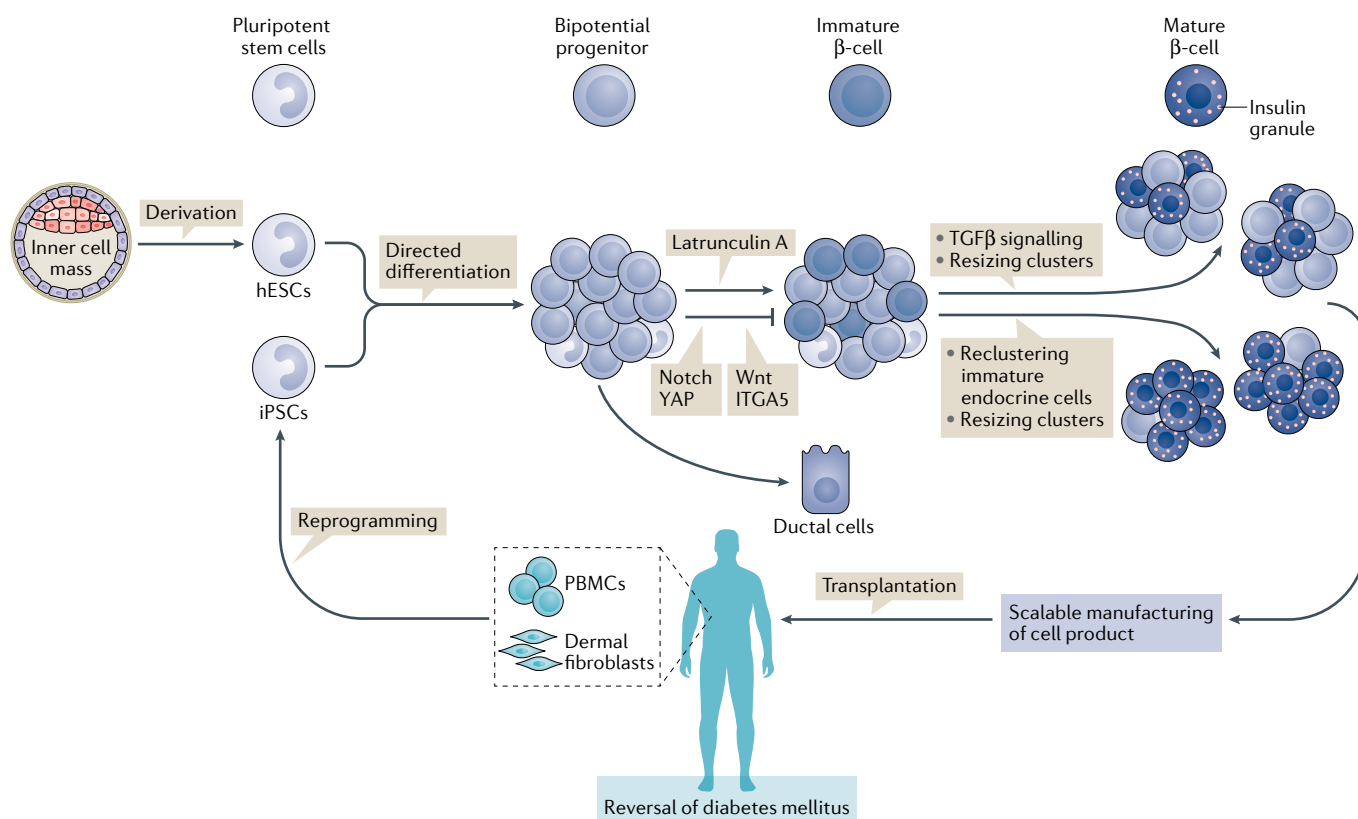 Pluripotent
stem cells
Bipotential
progenitor
Immature
β-cell
Mature
β-cell
Insulin
granule
Inner cell
mass
Derivation
hESCs
iPSCs
Directed
differentiation
Latrunculin A
Notch
YAP
Wnt
ITGA5
• TGFβ signalling
• Resizing clusters
• Reclustering
immature
endocrine cells
• Resizing clusters
Ductal cells
Reprogramming
PBMCs
Dermal
fibroblasts
Transplantation
Scalable manufacturing
of cell product
Reversal of diabetes mellitus